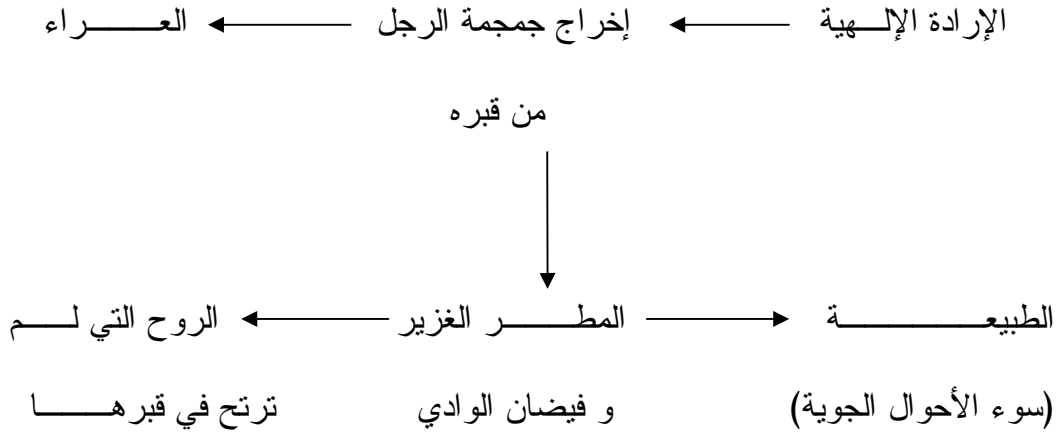 الإرادة الإلهية إخراج جمجمة الرجل العراء
من قبره
الطبيعة المطر الغزير الروح التي لم
(سوء الأحوال الجوية) و فيضان الوادي ترتح في قبرها